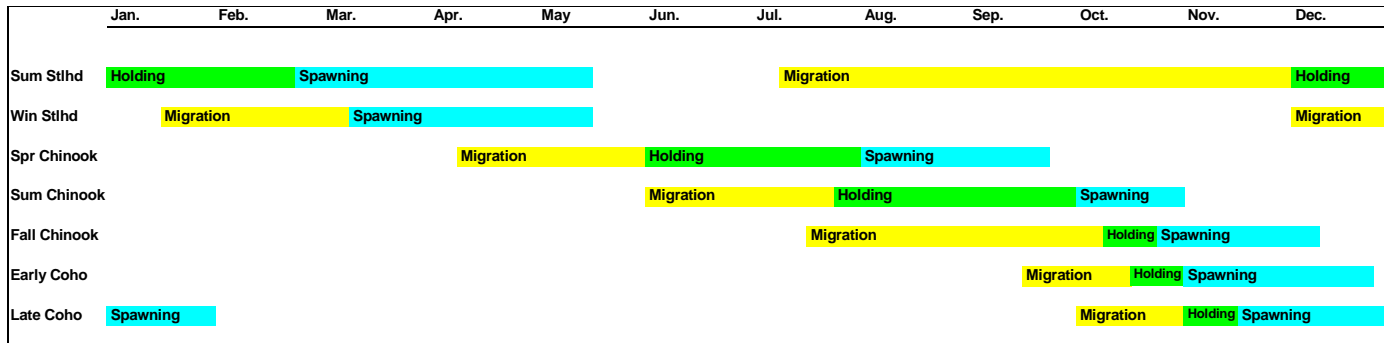 Jan. Feb. Mar. Apr. May Jun. Jul. Aug. Sep. Oct. Nov. Dec.
Sum Stlhd Holding Spawning Migration Holding
Win Stlhd Migration Spawning Migration
Spr Chinook Migration Holding Spawning
Sum Chinook Migration Holding Spawning
Fall Chinook Migration Holding Spawning
Early Coho Migration Holding Spawning
Late Coho Spawning Migration Holding Spawning